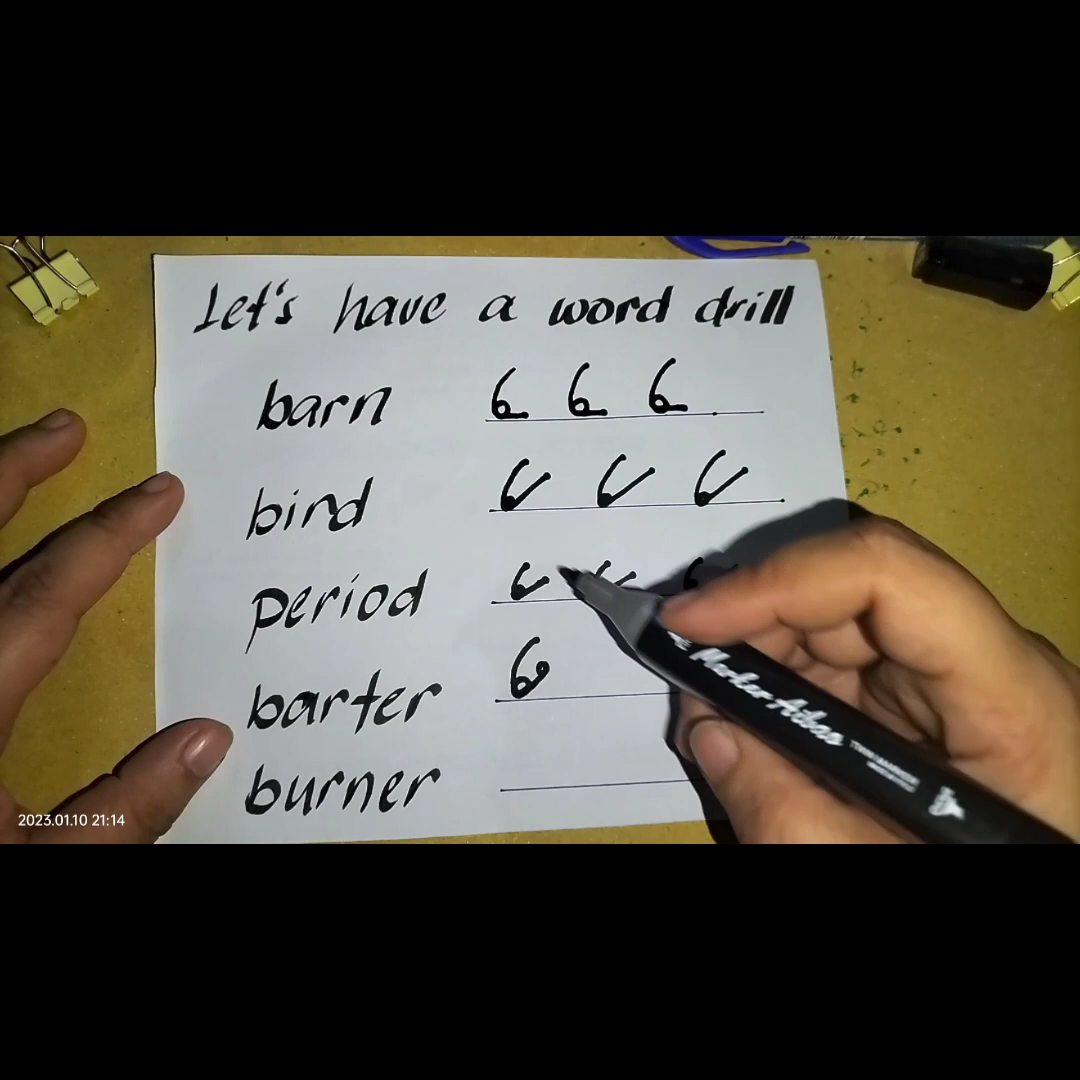 Let's have a word drill
barn
bird
period
barter
burner
Marker Atlas
2023.01.10 21:14